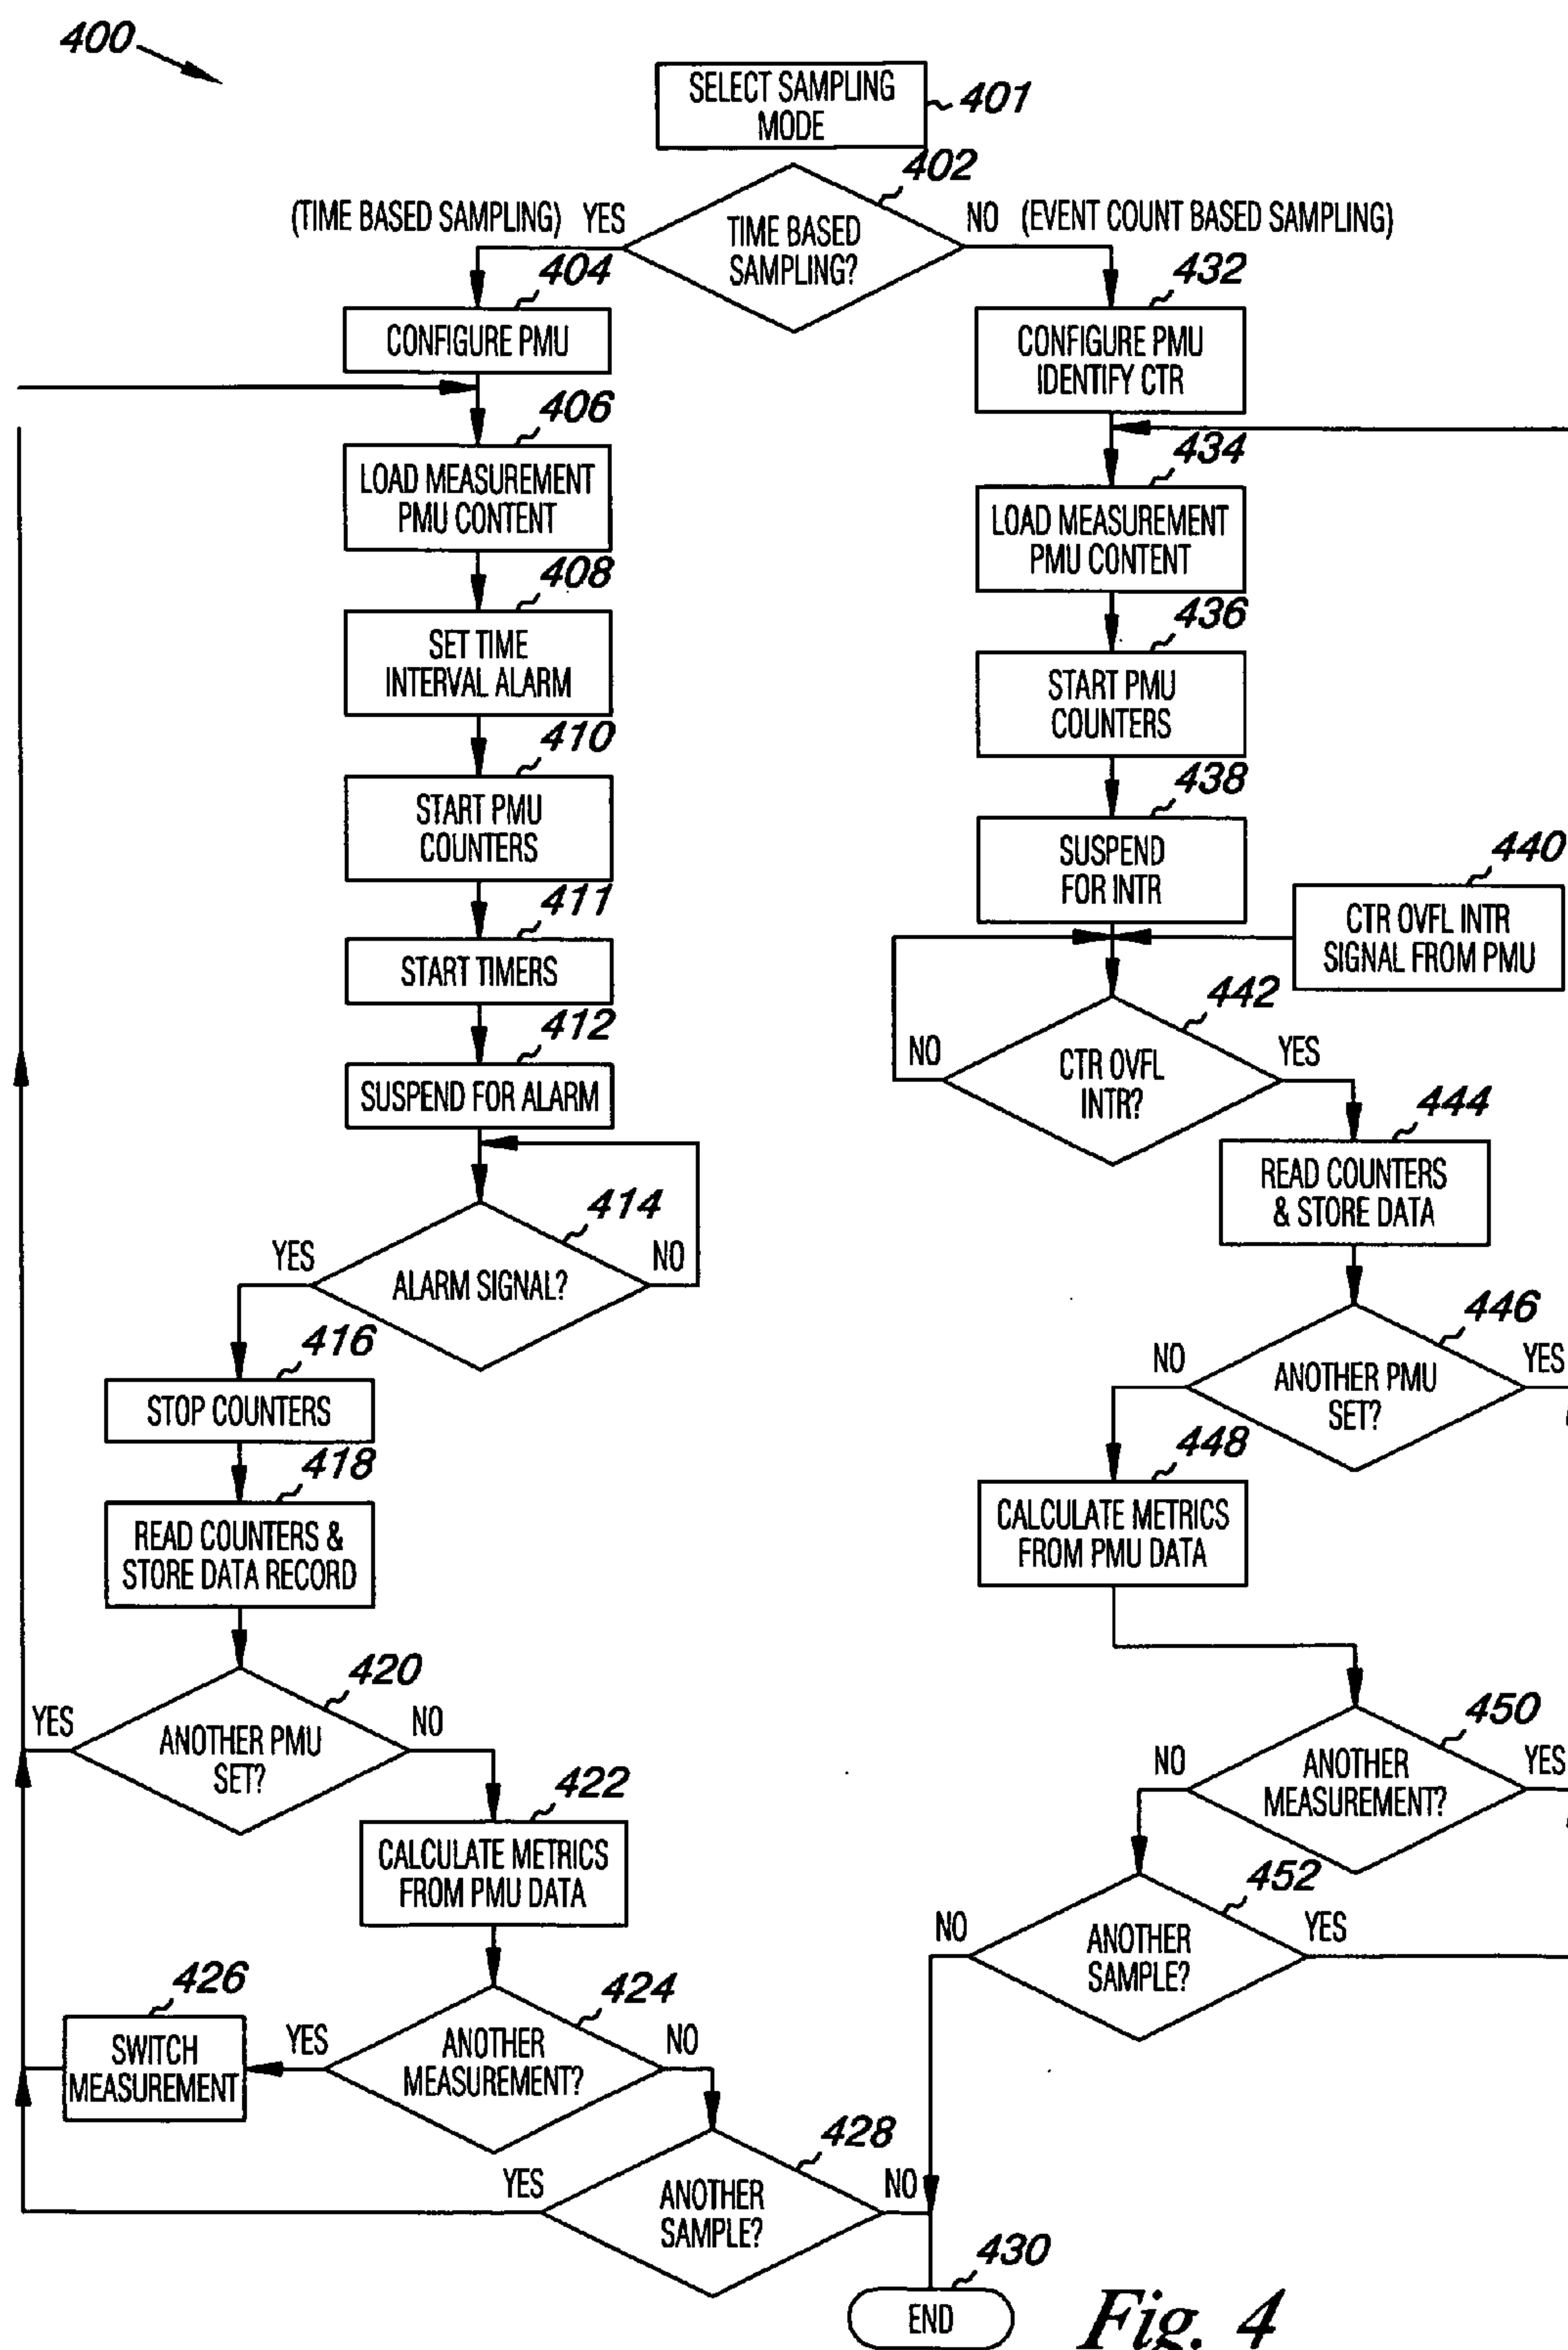 400
SELECT SAMPLING
MODE
401
402
(TIME BASED SAMPLING) YES
TIME BASED
SAMPLING?
NO (EVENT COUNT BASED SAMPLING)
404
CONFIGURE PMU
406
LOAD MEASUREMENT
PMU CONTENT
408
SET TIME
INTERVAL ALARM
410
START PMU
COUNTERS
411
START TIMERS
412
SUSPEND FOR ALARM
414
YES
ALARM SIGNAL?
NO
416
STOP COUNTERS
418
READ COUNTERS &
STORE DATA RECORD
420
YES
ANOTHER PMU
SET?
NO
422
CALCULATE METRICS
FROM PMU DATA
424
426
SWITCH
MEASUREMENT
YES
ANOTHER
MEASUREMENT?
NO
428
YES
ANOTHER
SAMPLE?
NO
432
CONFIGURE PMU
IDENTIFY CTR
434
LOAD MEASUREMENT
PMU CONTENT
436
START PMU
COUNTERS
438
SUSPEND
FOR INTR
440
CTR OVFL INTR
SIGNAL FROM PMU
442
NO
CTR OVFL
INTR?
YES
444
READ COUNTERS
& STORE DATA
446
NO
ANOTHER PMU
SET?
YES
448
CALCULATE METRICS
FROM PMU DATA
450
NO
ANOTHER
MEASUREMENT?
YES
452
NO
ANOTHER
SAMPLE?
YES
430
END
Fig. 4